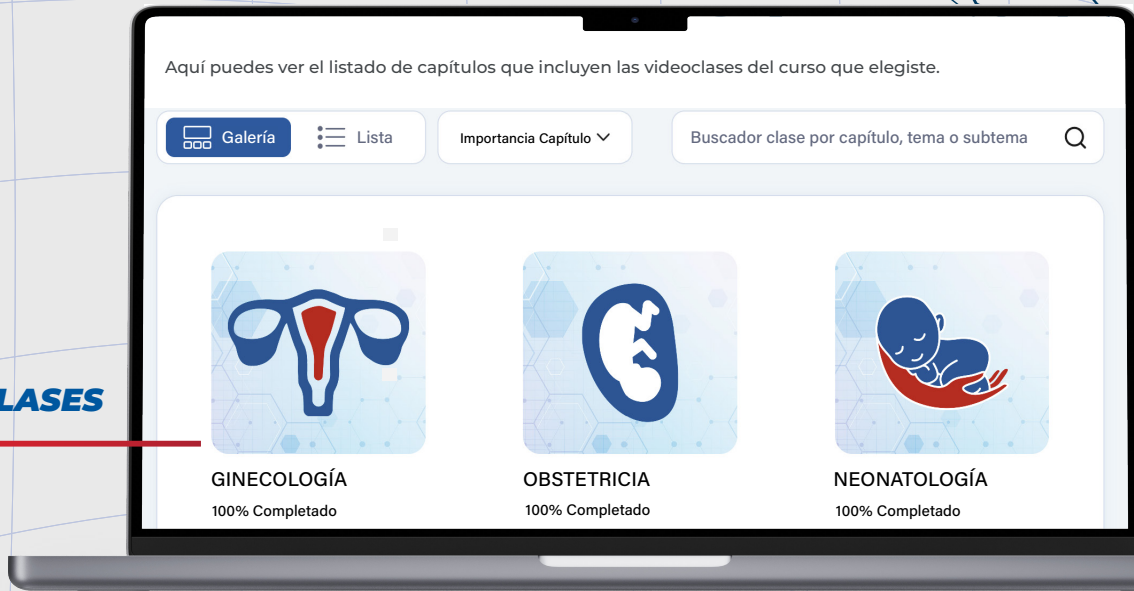 Aquí puedes ver el listado de capítulos que incluyen las videoclases del curso que elegiste.
Galería
Lista
Importancia Capítulo
Buscador clase por capítulo, tema o subtema
LASES
GINECOLOGÍA
OBSTETRICIA
NEONATOLOGÍA
100% Completado
100% Completado
100% Completado